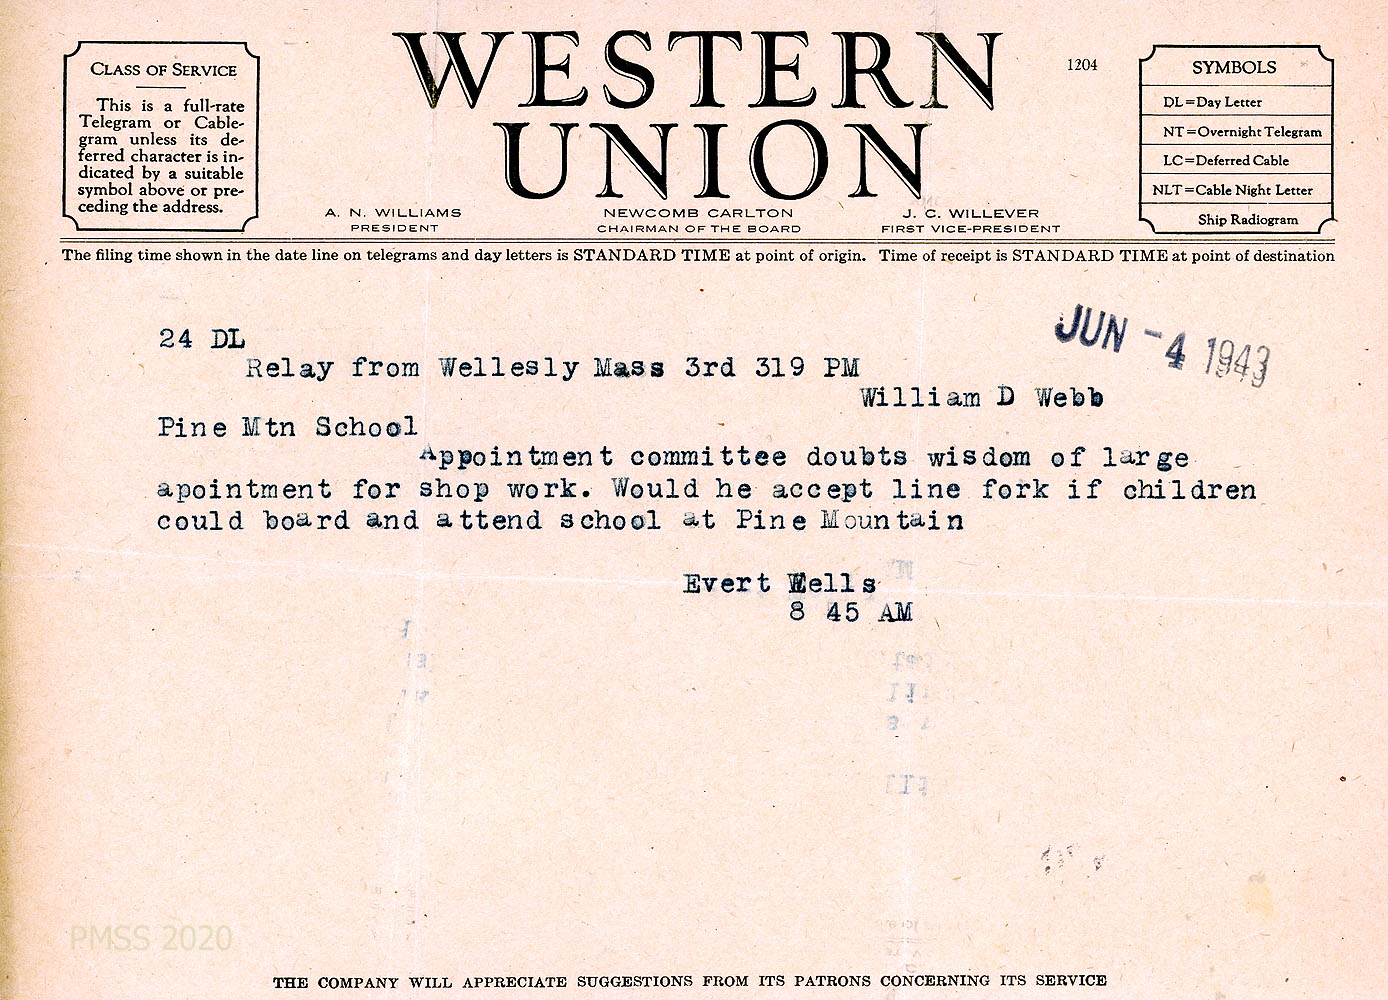 CLASS OF SERVICE
This is a full-rate
Telegram or Cable-
gram unless its de-
ferred character is in-
dicated by a suitable
symbol above or pre-
ceding the address.
WESTERN
UNION
1204
A. N. WILLIAMS
PRESIDENT
NEWCOMB CARLTON
CHAIRMAN OF THE BOARD
J. C. WILLEVER
FIRST VICE-PRESIDENT
SYMBOLS
DL=Day Letter
NT=Overnight Telegram
LC=Deferred Cable
NLT=Cable Night Letter
Ship Radiogram
The filing time shown in the date line on telegrams and day letters is STANDARD TIME at point of origin. Time of receipt is STANDARD TIME at point of destination
JUN -4 1943
24 DL
Relay from Wellesly Mass 3rd 319 PM
William D Webb
Pine Mtn School
Appointment committee doubts wisdom of large
apointment for shop work. Would he accept line fork if children
could board and attend school at Pine Mountain
Evert Wells
8 45 AM
PMSS 2020
THE COMPANY WILL APPRECIATE SUGGESTIONS FROM ITS PATRONS CONCERNING ITS SERVICE